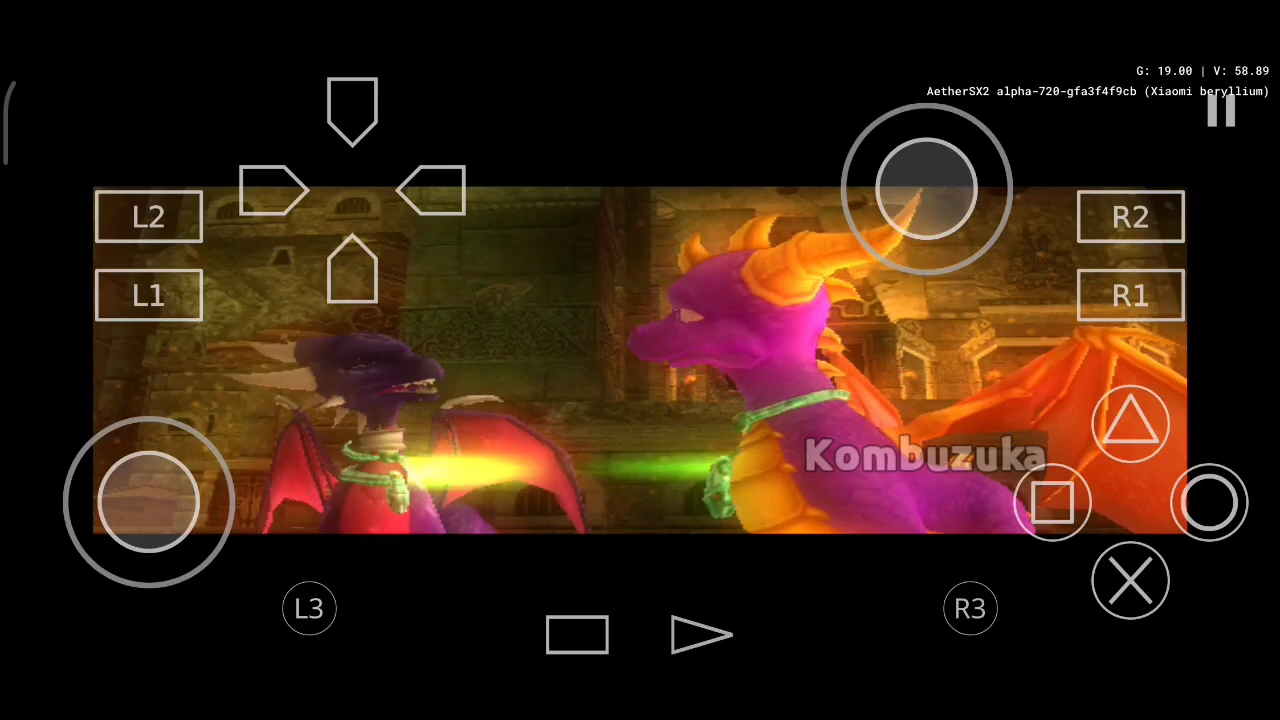 G: 19.00 | V: 58.89
AetherSX2 alpha-720-gfa3f4f9cb (Xiaomi beryllium)
L2
R2
L1
R1
Kombuzuka
L3
R3